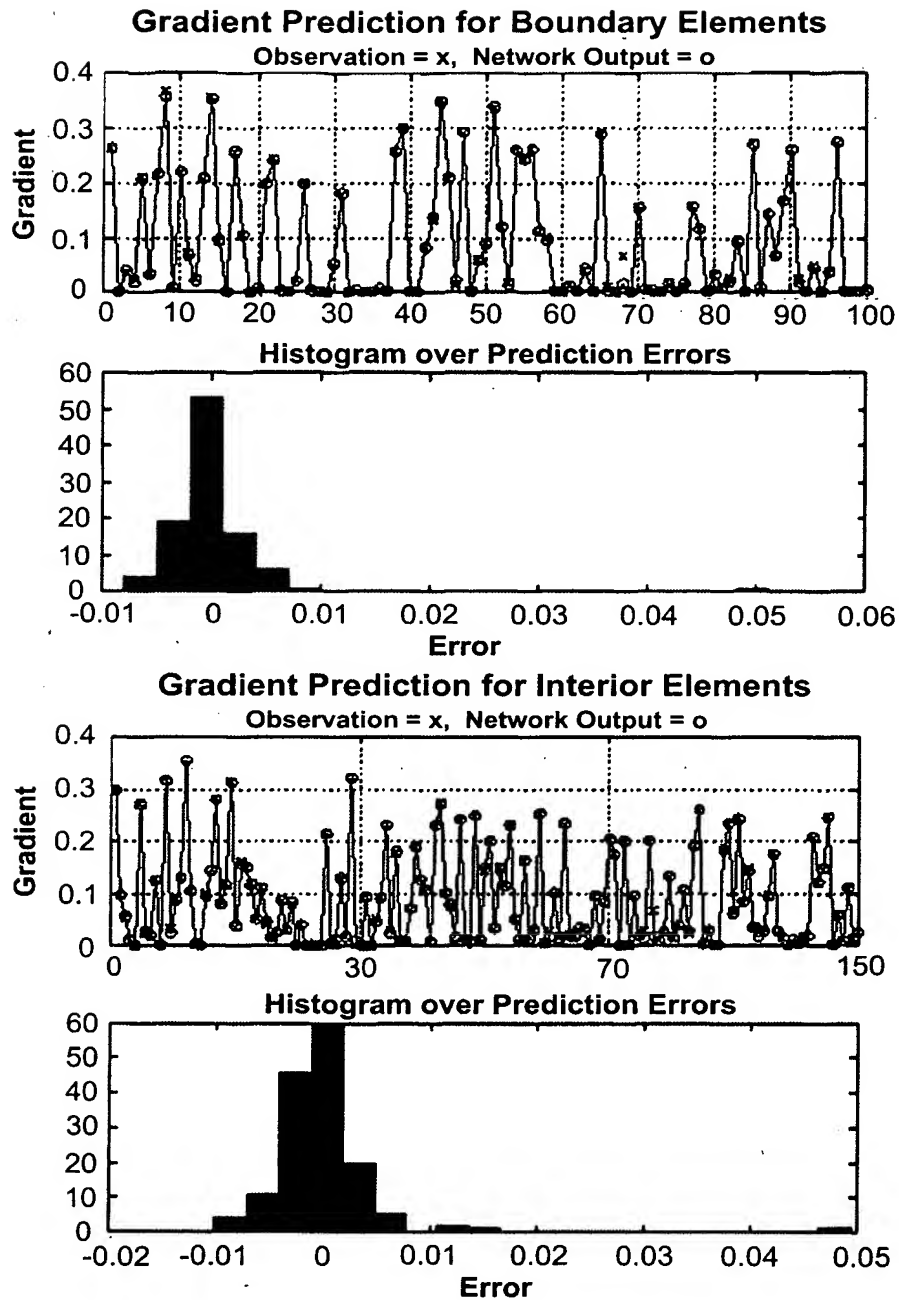 Gradient Prediction for Boundary Elements
Observation = x, Network Output = o
0.4
0.3
0.2
0.1
0
Gradient
0 10 20 30 40 50 60 70 80 90 100
Histogram over Prediction Errors
60
50
40
30
20
10
0
-0.01 0 0.01 0.02 0.03 0.04 0.05 0.06
Error
Gradient Prediction for Interior Elements
Observation = x, Network Output = o
0.4
0.3
0.2
0.1
0
Gradient
0 30 70 150
Histogram over Prediction Errors
60
50
40
30
20
10
0
-0.02 -0.01 0 0.01 0.02 0.03 0.04 0.05
Error